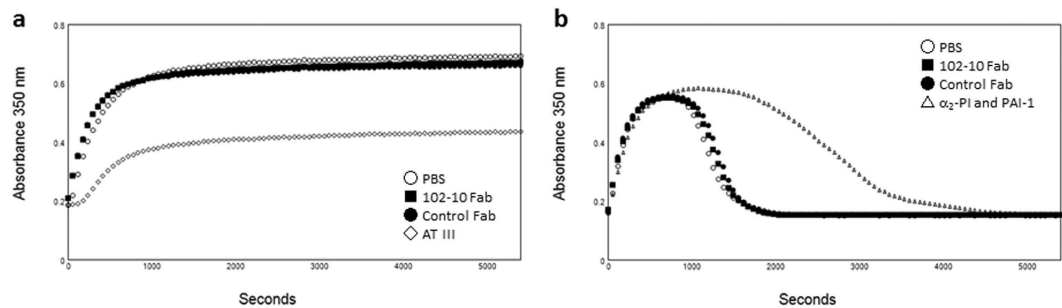 a
Absorbance 350 nm
0.8
0.6
0.4
0.2
0
0
1000
2000
3000
4000
5000
Seconds
PBS
102-10 Fab
Control Fab
AT III
b
Absorbance 350 nm
0.8
0.6
0.4
0.2
0
0
1000
2000
3000
4000
5000
Seconds
PBS
102-10 Fab
Control Fab
α₂-PI and PAI-1